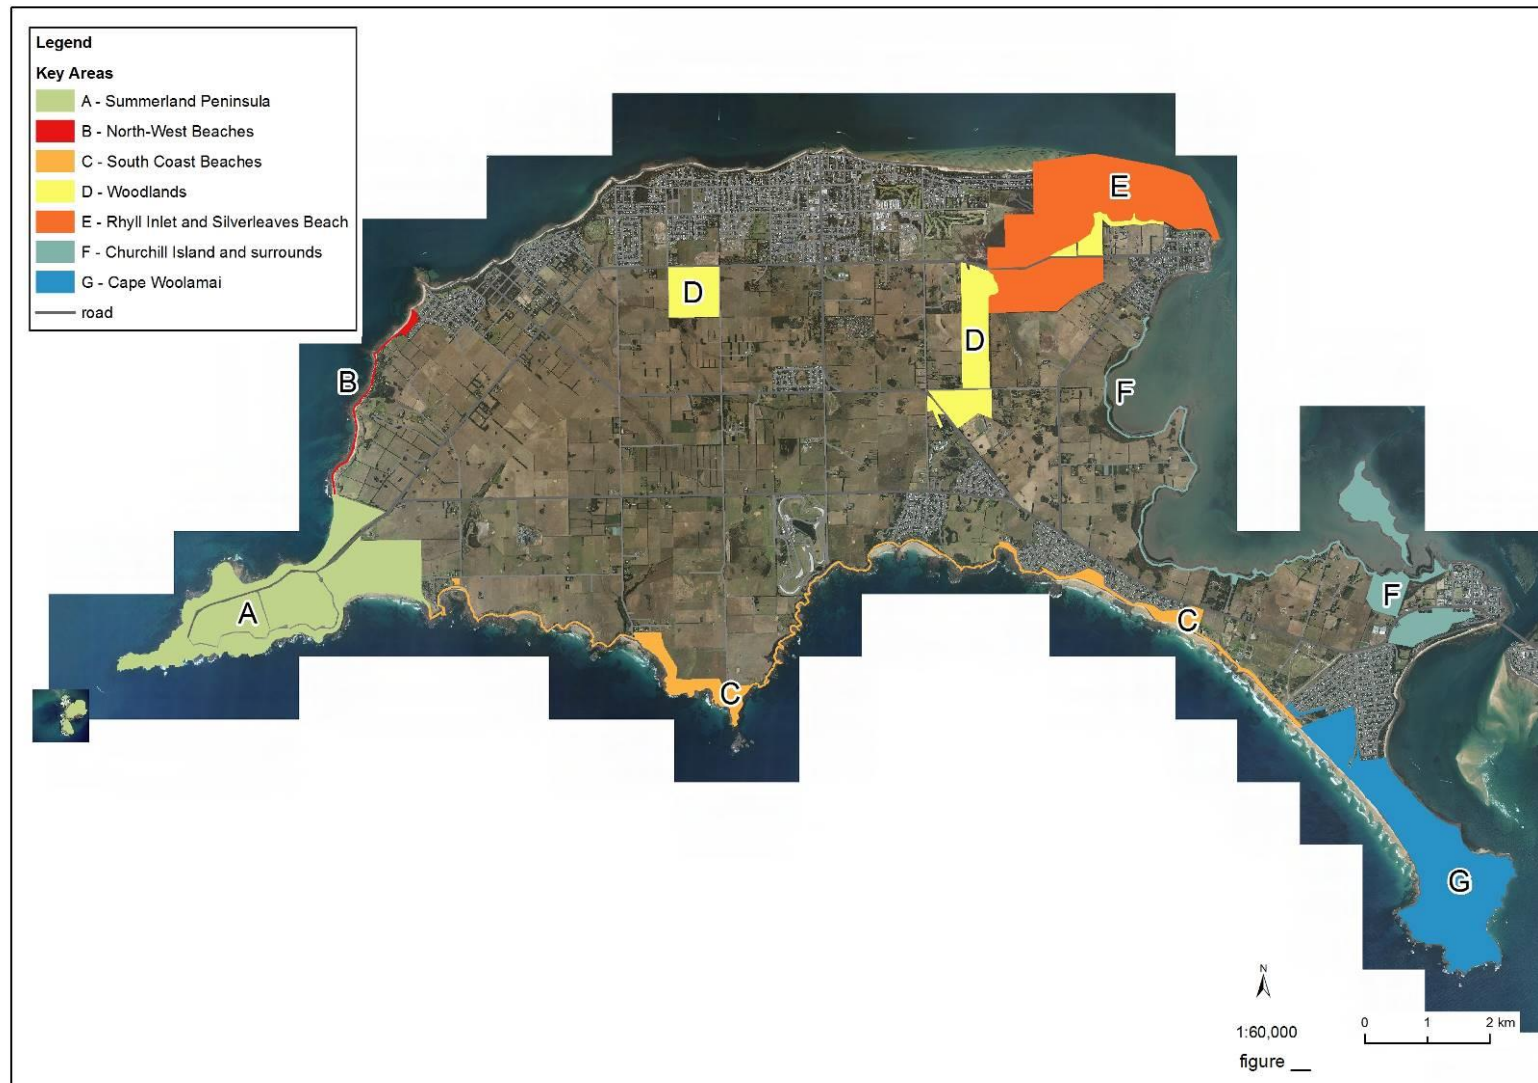 Legend
Key Areas
A - Summerland Peninsula
B - North-West Beaches
C - South Coast Beaches
D - Woodlands
E - Rhyll Inlet and Silverleaves Beach
F - Churchill Island and surrounds
G - Cape Woolamai
road
E
D
D
B
F
F
A
C
C
G
N
1:60,000
0 1 2 km
figure __